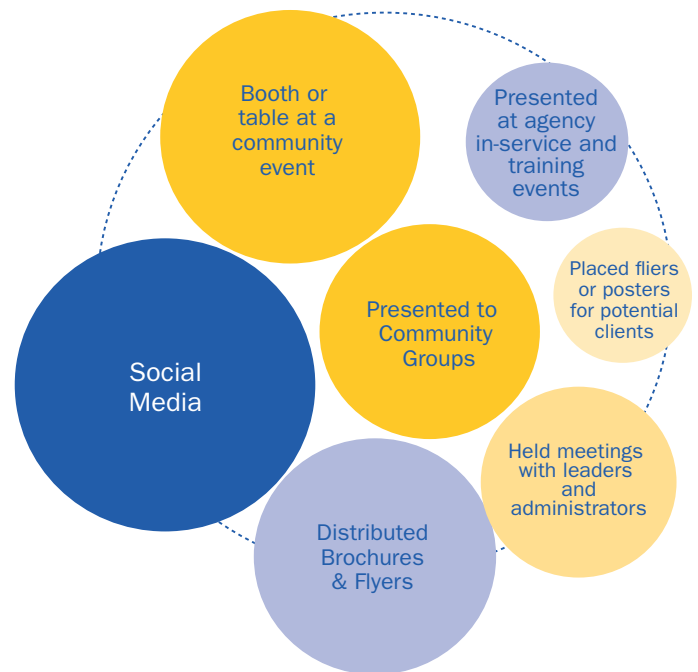 Booth or
table at a
community
event
Presented
at agency
in-service and
training
events
Placed fliers
or posters
for potential
clients
Presented to
Community
Groups
Social
Media
Held meetings
with leaders
and
administrators
Distributed
Brochures
& Flyers